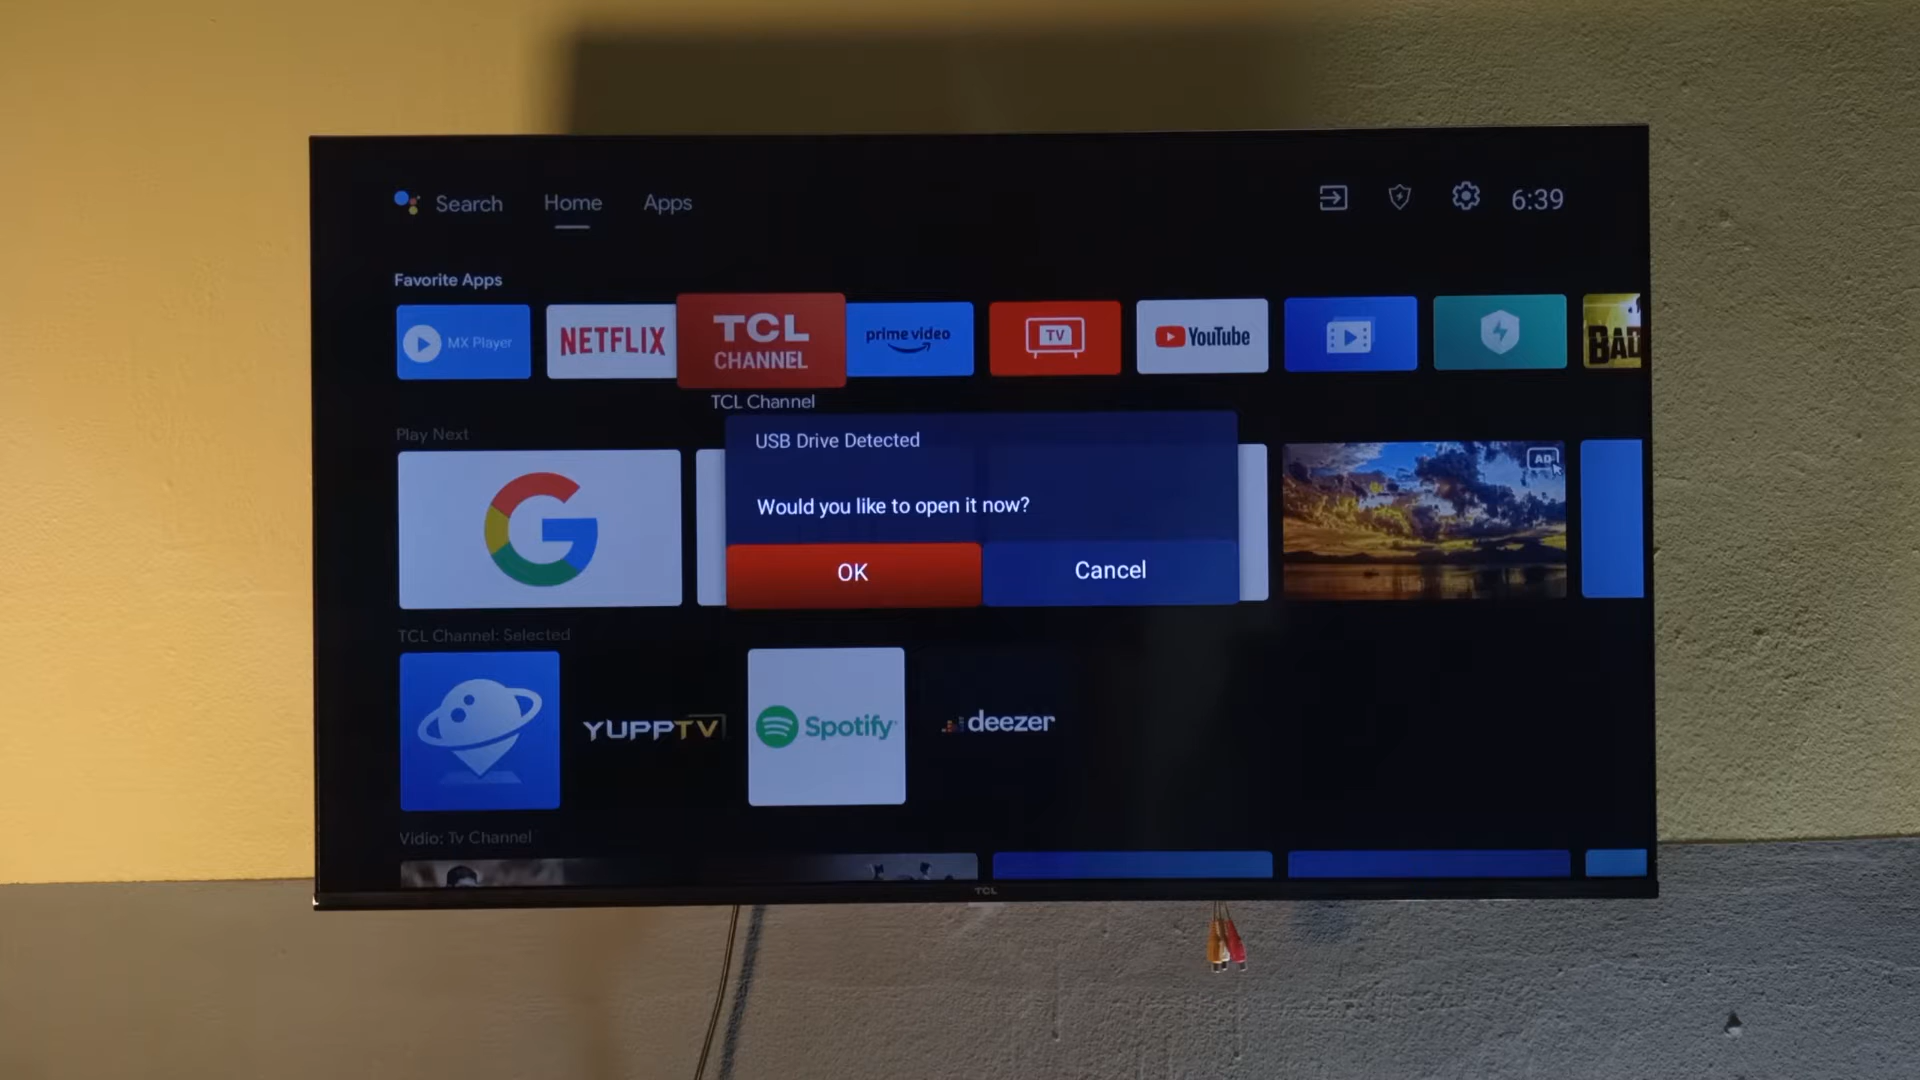 Search Home Apps 6:39
Favorite Apps
MX Player
NETFLIX
TCL
CHANNEL
prime video
TV
YouTube
BAD
TCL Channel
Play Next
USB Drive Detected
Would you like to open it now?
OK
Cancel
AD
TCL Channel: Selected
YUPPTV
Spotify
deezer
Vidio: Tv Channel
TCL